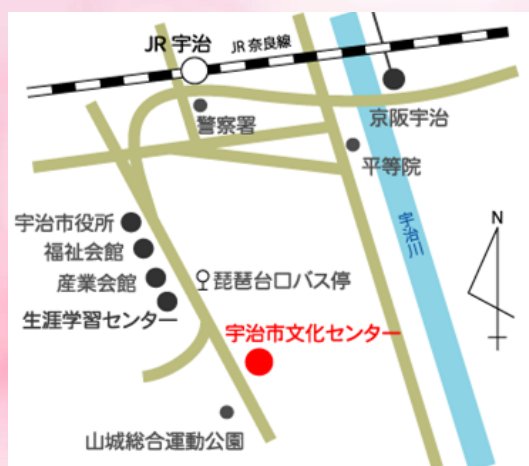 JR 宇治
JR 奈良線
警察署
京阪宇治
平等院
宇治川
宇治市役所
福祉会館
産業会館
生涯学習センター
琵琶台口バス停
N
宇治市文化センター
山城総合運動公園